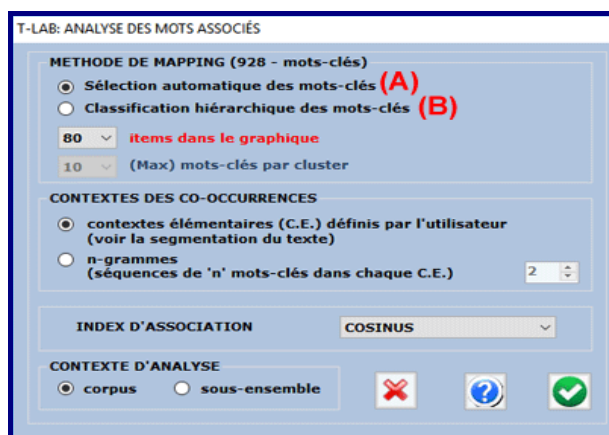 T-LAB: ANALYSE DES MOTS ASSOCIÉS
METHODE DE MAPPING (928 - mots-clés)
Sélection automatique des mots-clés (A)
Classification hiérarchique des mots-clés (B)
80 items dans le graphique
10 (Max) mots-clés par cluster
CONTEXTES DES CO-OCCURRENCES
contextes élémentaires (C.E.) définis par l'utilisateur
(voir la segmentation du texte)
n-grammes
(séquences de 'n' mots-clés dans chaque C.E.) 2
INDEX D'ASSOCIATION COSINUS
CONTEXTE D'ANALYSE
corpus sous-ensemble
?